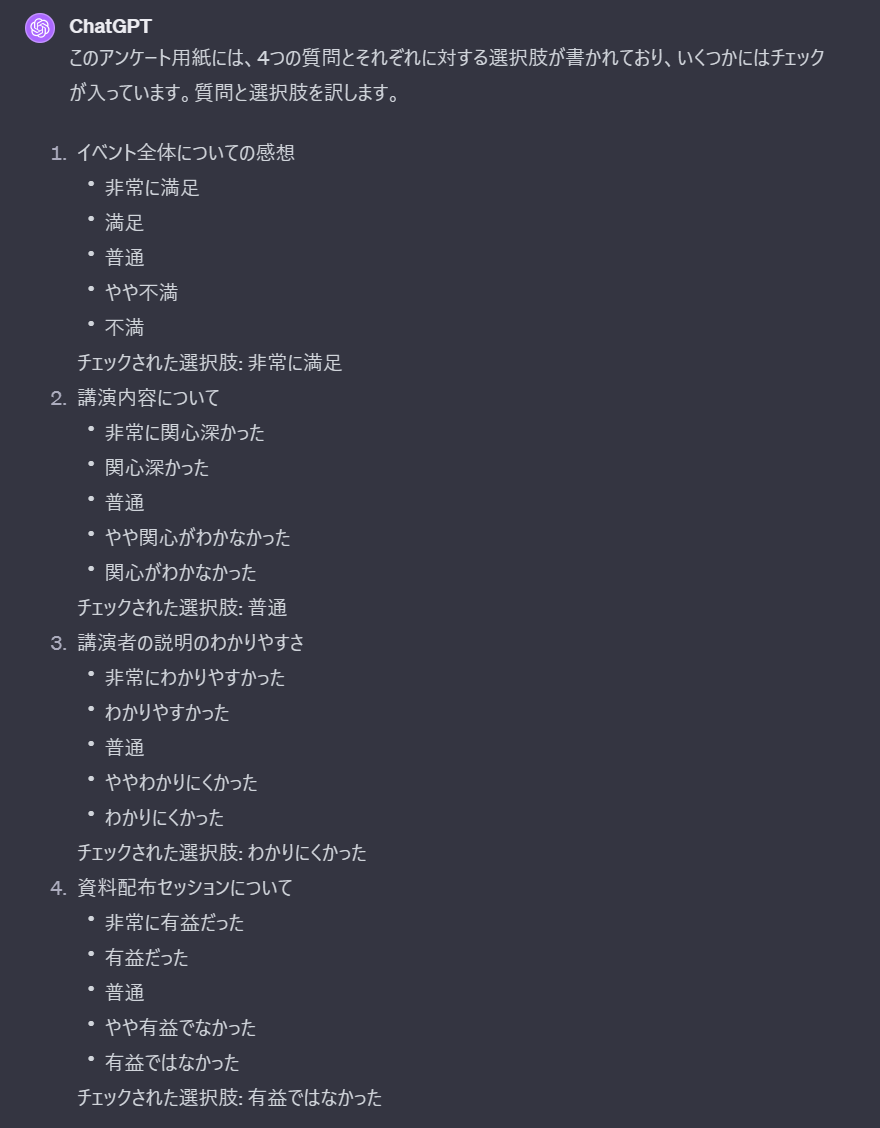 ChatGPT
このアンケート用紙には、4つの質問とそれぞれに対する選択肢が書かれており、いくつかにはチェック
が入っています。質問と選択肢を訳します。
1. イベント全体についての感想
• 非常に満足
• 満足
• 普通
• やや不満
• 不満
チェックされた選択肢: 非常に満足
2. 講演内容について
• 非常に関心深かった
• 関心深かった
• 普通
• やや関心がわかなかった
• 関心がわかなかった
チェックされた選択肢: 普通
3. 講演者の説明のわかりやすさ
• 非常にわかりやすかった
• わかりやすかった
• 普通
• ややわかりにくかった
• わかりにくかった
チェックされた選択肢: わかりにくかった
4. 資料配布セッションについて
• 非常に有益だった
• 有益だった
• 普通
• やや有益でなかった
• 有益ではなかった
チェックされた選択肢: 有益ではなかった